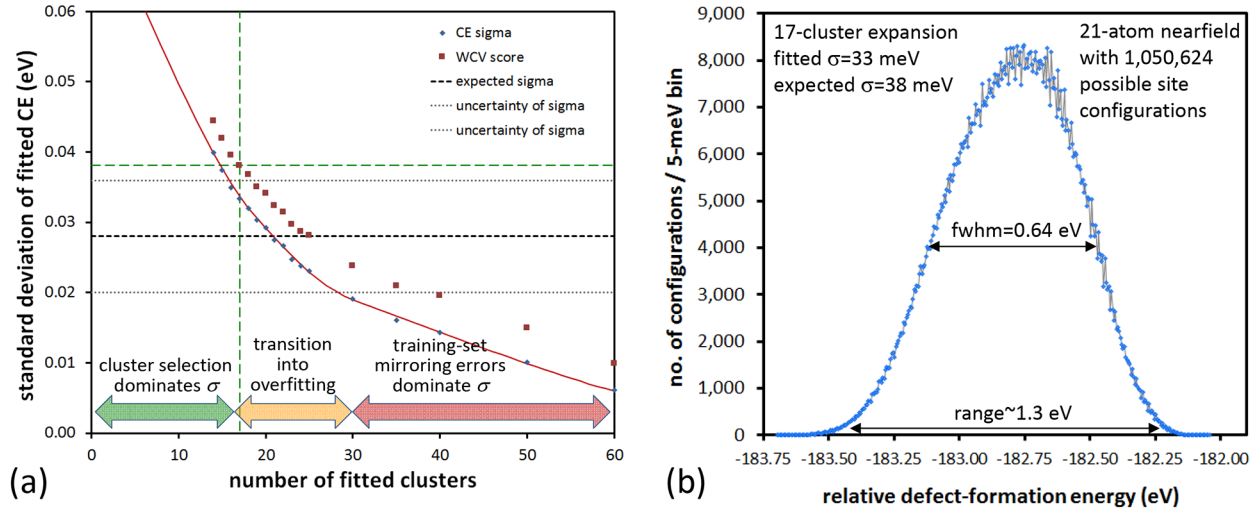 0.06
0.05
0.04
0.03
0.02
0.01
0.00
standard deviation of fitted CE (eV)
CE sigma
WCV score
expected sigma
uncertainty of sigma
uncertainty of sigma
cluster selection
dominates σ
transition
into
overfitting
training-set
mirroring errors
dominate σ
0 10 20 30 40 50 60
number of fitted clusters
(a)
9,000
8,000
7,000
6,000
5,000
4,000
3,000
2,000
1,000
0
no. of configurations / 5-meV bin
17-cluster expansion
fitted σ=33 meV
expected σ=38 meV
21-atom nearfield
with 1,050,624
possible site
configurations
fwhm=0.64 eV
range~1.3 eV
-183.75 -183.50 -183.25 -183.00 -182.75 -182.50 -182.25 -182.00
relative defect-formation energy (eV)
(b)